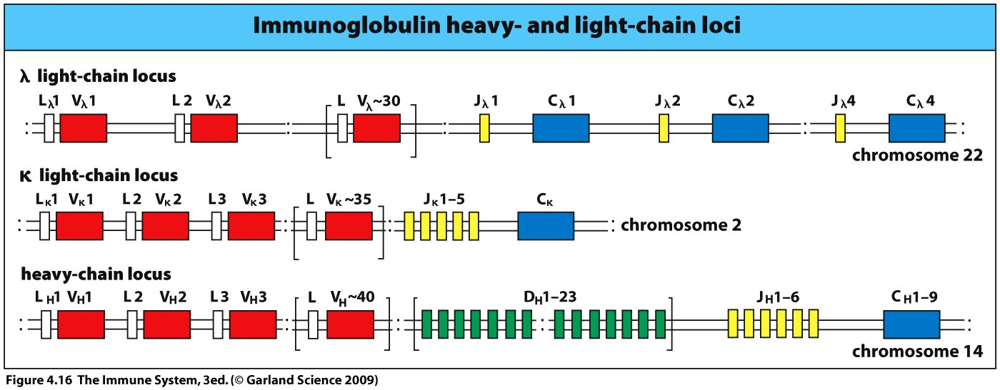 Immunoglobulin heavy- and light-chain loci
λ light-chain locus
Lλ1 Vλ1 L 2 Vλ2 L Vλ~30 Jλ1 Cλ1 Jλ2 Cλ2 Jλ4 Cλ4
chromosome 22
κ light-chain locus
Lκ1 Vκ1 L 2 Vκ2 L 3 Vκ3 L Vκ~35 Jκ1–5 Cκ
chromosome 2
heavy-chain locus
LH1 VH1 L 2 VH2 L 3 VH3 L VH~40 DH1–23 JH1–6 CH1–9
chromosome 14
Figure 4.16 The Immune System, 3ed. (© Garland Science 2009)